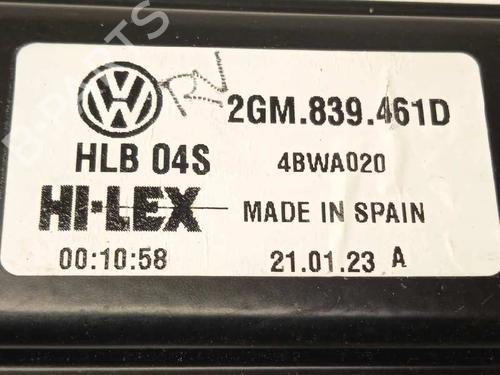 2GM.839.461D
HLB 04S 4BWA020
HI-LEX MADE IN SPAIN
00:10:58 21.01.23 A